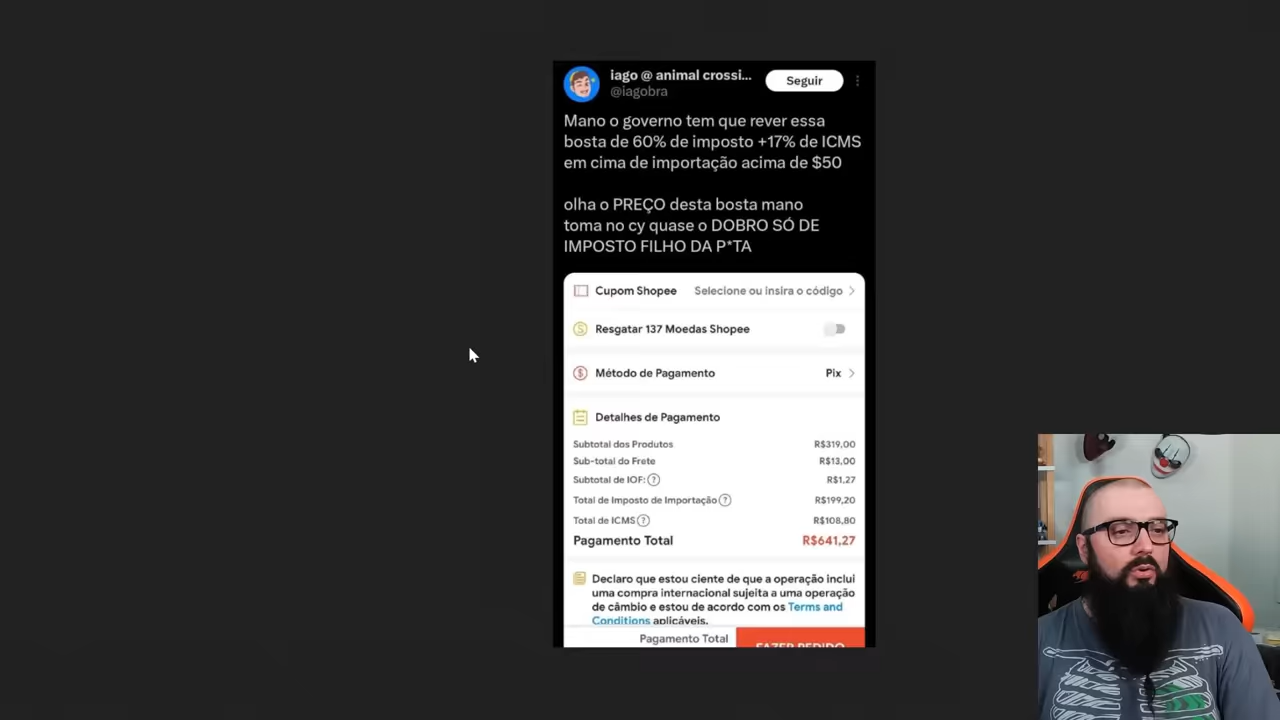 iago @ animal crossi...
Seguir
@iagobra
Mano o governo tem que rever essa
bosta de 60% de imposto +17% de ICMS
em cima de importação acima de $50
olha o PREÇO desta bosta mano
toma no cy quase o DOBRO SÓ DE
IMPOSTO FILHO DA P*TA
Cupom Shopee Selecione ou insira o código
Resgatar 137 Moedas Shopee
Método de Pagamento Pix
Detalhes de Pagamento
Subtotal dos Produtos R$319,00
Sub-total do Frete R$13,00
Subtotal de IOF: R$1,27
Total de Imposto de Importação R$199,20
Total de ICMS R$108,80
Pagamento Total R$641,27
Declaro que estou ciente de que a operação inclui
uma compra internacional sujeita a uma operação
de câmbio e estou de acordo com os Terms and
Conditions aplicáveis.
Pagamento Total
FAZER PEDIDO